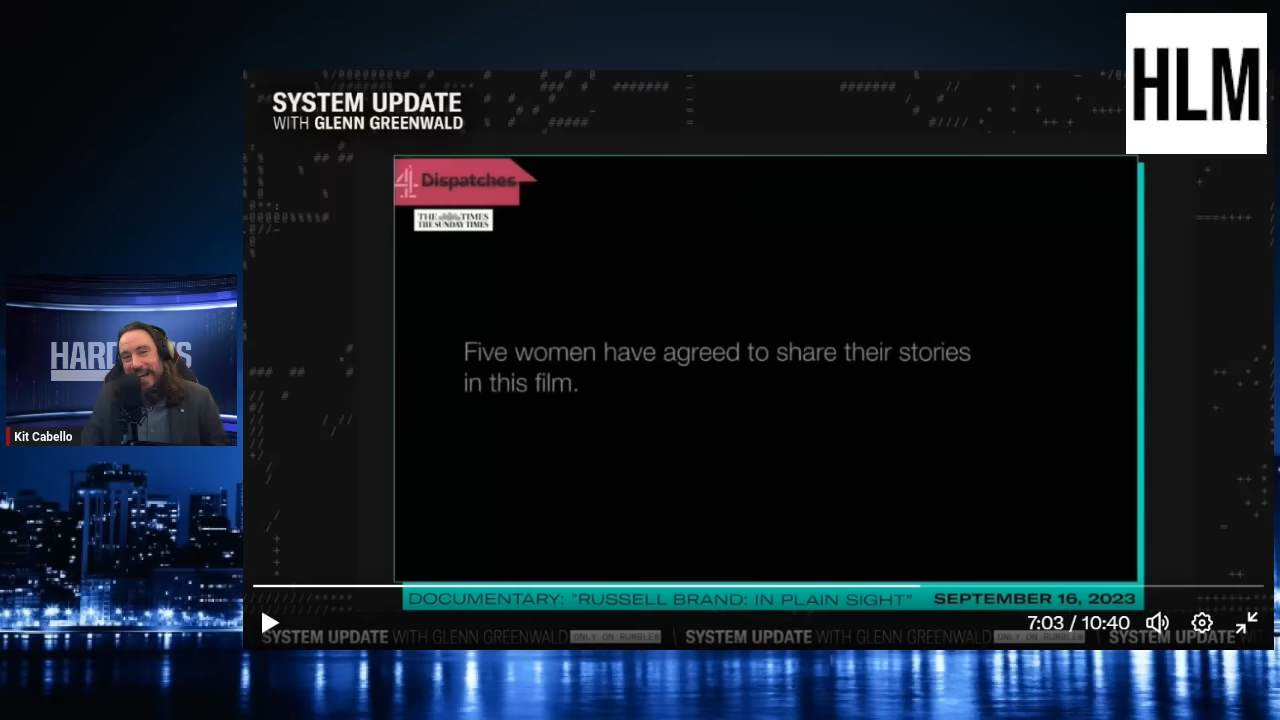 HLM
SYSTEM UPDATE
WITH GLENN GREENWALD
4 Dispatches
THE TIMES
THE SUNDAY TIMES
Five women have agreed to share their stories
in this film.
HARD
Kit Cabello
DOCUMENTARY: "RUSSELL BRAND: IN PLAIN SIGHT" SEPTEMBER 16, 2023
7:03 / 10:40
SYSTEM UPDATE WITH GLENN GREENWALD ONLY ON RUMBLE | SYSTEM UPDATE WITH GLENN GREENWALD ONLY ON RUMBLE SYSTEM UPDATE